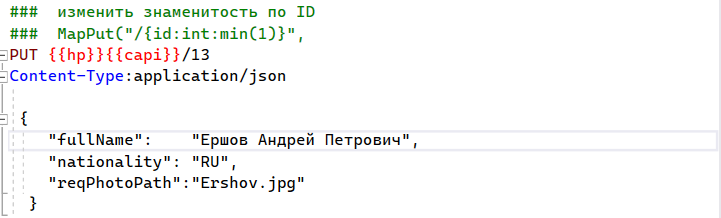 ###  изменить знаменитость по ID
###  MapPut("/{id:int:min(1)}",
PUT {{hp}}{{capi}}/13
Content-Type:application/json
{
"fullName":    "Ершов Андрей Петрович",
"nationality": "RU",
"reqPhotoPath":"Ershov.jpg"
}